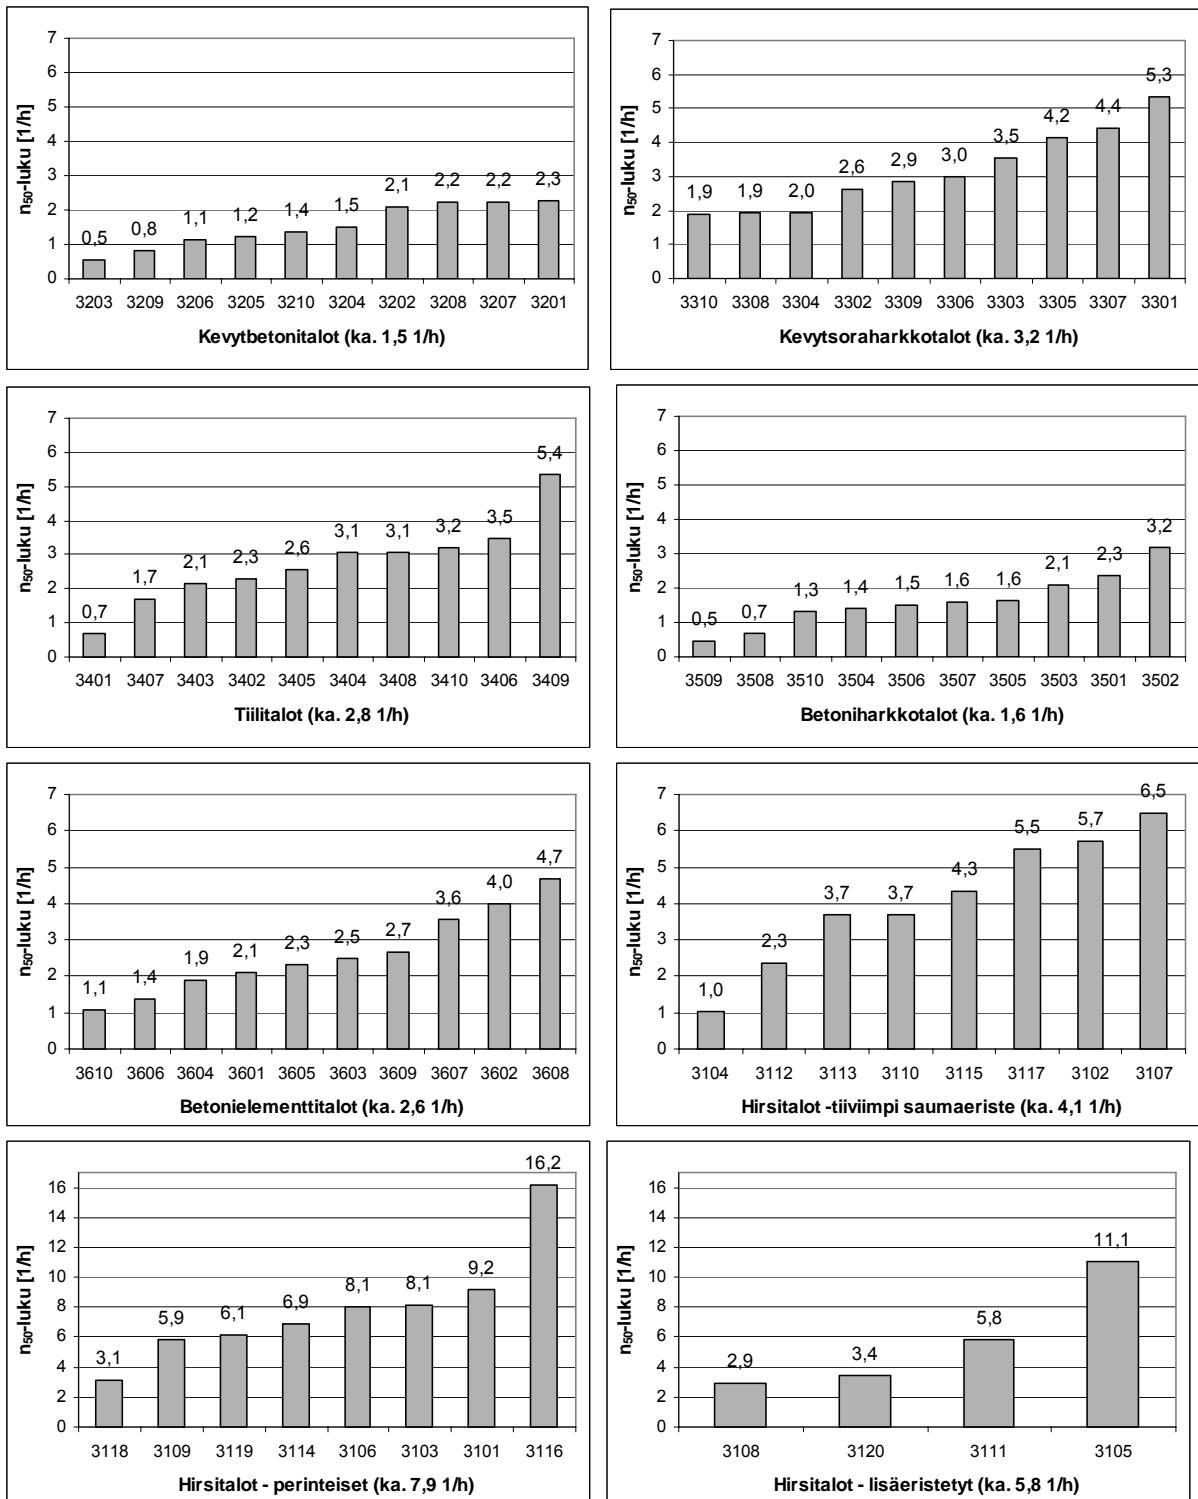 7
6
5
4
3
2
1
0
n50-luku [1/h]
0,5 0,8 1,1 1,2 1,4 1,5 2,1 2,2 2,2 2,3
3203 3209 3206 3205 3210 3204 3202 3208 3207 3201
Kevytbetonitalot (ka. 1,5 1/h)
7
6
5
4
3
2
1
0
n50-luku [1/h]
1,9 1,9 2,0 2,6 2,9 3,0 3,5 4,2 4,4 5,3
3310 3308 3304 3302 3309 3306 3303 3305 3307 3301
Kevytsoraharkkotalot (ka. 3,2 1/h)
7
6
5
4
3
2
1
0
n50-luku [1/h]
0,7 1,7 2,1 2,3 2,6 3,1 3,1 3,2 3,5 5,4
3401 3407 3403 3402 3405 3404 3408 3410 3406 3409
Tiilitalot (ka. 2,8 1/h)
7
6
5
4
3
2
1
0
n50-luku [1/h]
0,5 0,7 1,3 1,4 1,5 1,6 1,6 2,1 2,3 3,2
3509 3508 3510 3504 3506 3507 3505 3503 3501 3502
Betoniharkkotalot (ka. 1,6 1/h)
7
6
5
4
3
2
1
0
n50-luku [1/h]
1,1 1,4 1,9 2,1 2,3 2,5 2,7 3,6 4,0 4,7
3610 3606 3604 3601 3605 3603 3609 3607 3602 3608
Betonielementtitalot (ka. 2,6 1/h)
7
6
5
4
3
2
1
0
n50-luku [1/h]
1,0 2,3 3,7 3,7 4,3 5,5 5,7 6,5
3104 3112 3113 3110 3115 3117 3102 3107
Hirsitalot -tiiviimpi saumaeriste (ka. 4,1 1/h)
16
14
12
10
8
6
4
2
0
n50-luku [1/h]
3,1 5,9 6,1 6,9 8,1 8,1 9,2 16,2
3118 3109 3119 3114 3106 3103 3101 3116
Hirsitalot - perinteiset (ka. 7,9 1/h)
16
14
12
10
8
6
4
2
0
n50-luku [1/h]
2,9 3,4 5,8 11,1
3108 3120 3111 3105
Hirsitalot - lisäeristetyt (ka. 5,8 1/h)